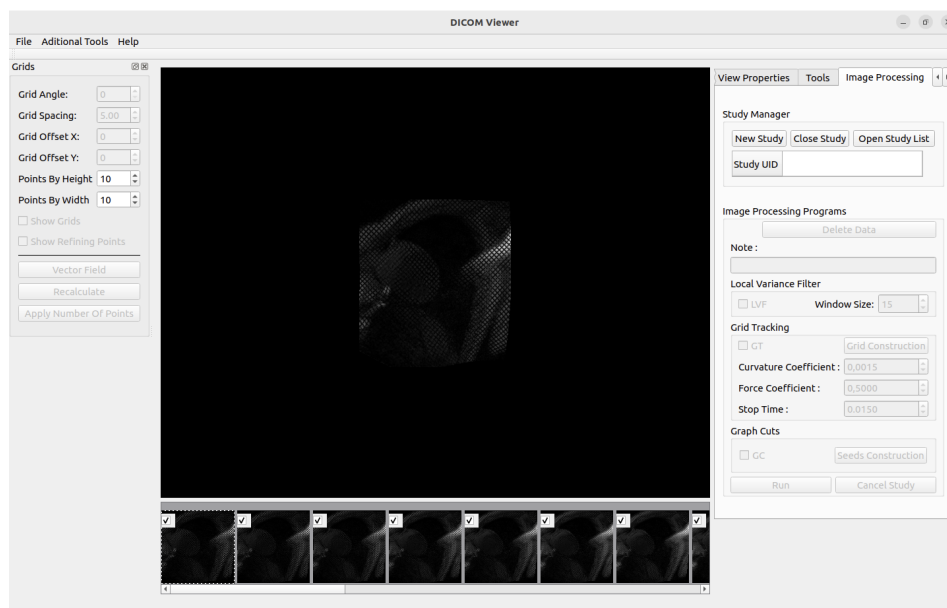 DICOM Viewer
File Aditional Tools Help
Grids
Grid Angle: 0
Grid Spacing: 5.00
Grid Offset X: 0
Grid Offset Y: 0
Points By Height 10
Points By Width 10
Show Grids
Show Refining Points
Vector Field
Recalculate
Apply Number Of Points
View Properties Tools Image Processing
Study Manager
New Study Close Study Open Study List
Study UID
Image Processing Programs
Delete Data
Note :
Local Variance Filter
LVF Window Size: 15
Grid Tracking
GT Grid Construction
Curvature Coefficient : 0,0015
Force Coefficient : 0,5000
Stop Time : 0.0150
Graph Cuts
GC Seeds Construction
Run Cancel Study